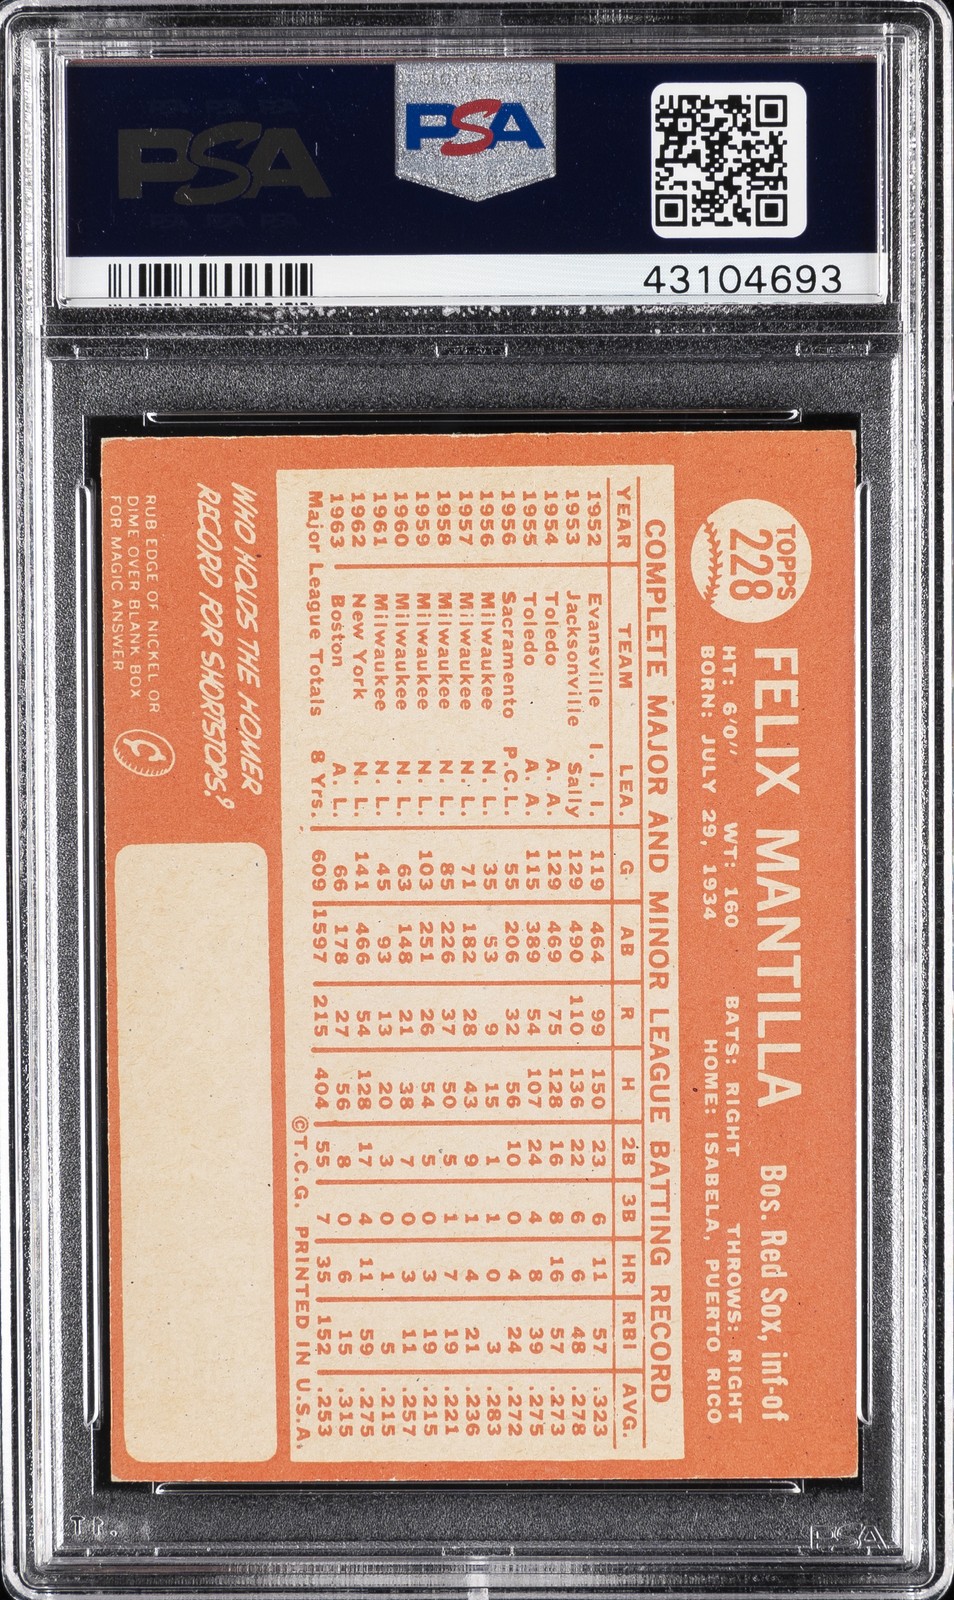 PSA
PSA
43104693
TOPPS
228
FELIX MANTILLA Bos. Red Sox, inf-of
HT: 6'0" WT: 160 BATS: RIGHT THROWS: RIGHT
BORN: JULY 29, 1934 HOME: ISABELA, PUERTO RICO
COMPLETE MAJOR AND MINOR LEAGUE BATTING RECORD
YEAR TEAM LEA. G AB R H 2B 3B HR RBI AVG.
1952 Evansville I. I. I. 119 464 99 150 23 6 11 57 .323
1953 Jacksonville Sally 129 490 110 136 22 6 6 48 .278
1954 Toledo A. A. 129 469 75 128 16 8 16 57 .273
1955 Toledo A. A. 115 389 54 107 24 4 8 39 .275
1956 Sacramento P.C.L. 55 206 32 56 10 0 4 24 .272
1956 Milwaukee N. L. 35 53 9 15 1 1 0 3 .283
1957 Milwaukee N. L. 71 182 28 43 9 1 4 21 .236
1958 Milwaukee N. L. 85 226 37 50 5 1 7 19 .221
1959 Milwaukee N. L. 103 251 26 54 5 0 3 19 .215
1960 Milwaukee N. L. 63 148 21 38 7 0 3 11 .257
1961 Milwaukee N. L. 45 93 13 20 3 0 1 5 .215
1962 New York N. L. 141 466 54 128 17 4 11 59 .275
1963 Boston A. L. 66 178 27 56 8 0 6 15 .315
Major League Totals 8 Yrs. 609 1597 215 404 55 7 35 152 .253
©T.C.G. PRINTED IN U.S.A.
WHO HOLDS THE HOMER
RECORD FOR SHORTSTOPS?
RUB EDGE OF NICKEL OR
DIME OVER BLANK BOX
FOR MAGIC ANSWER
PSA